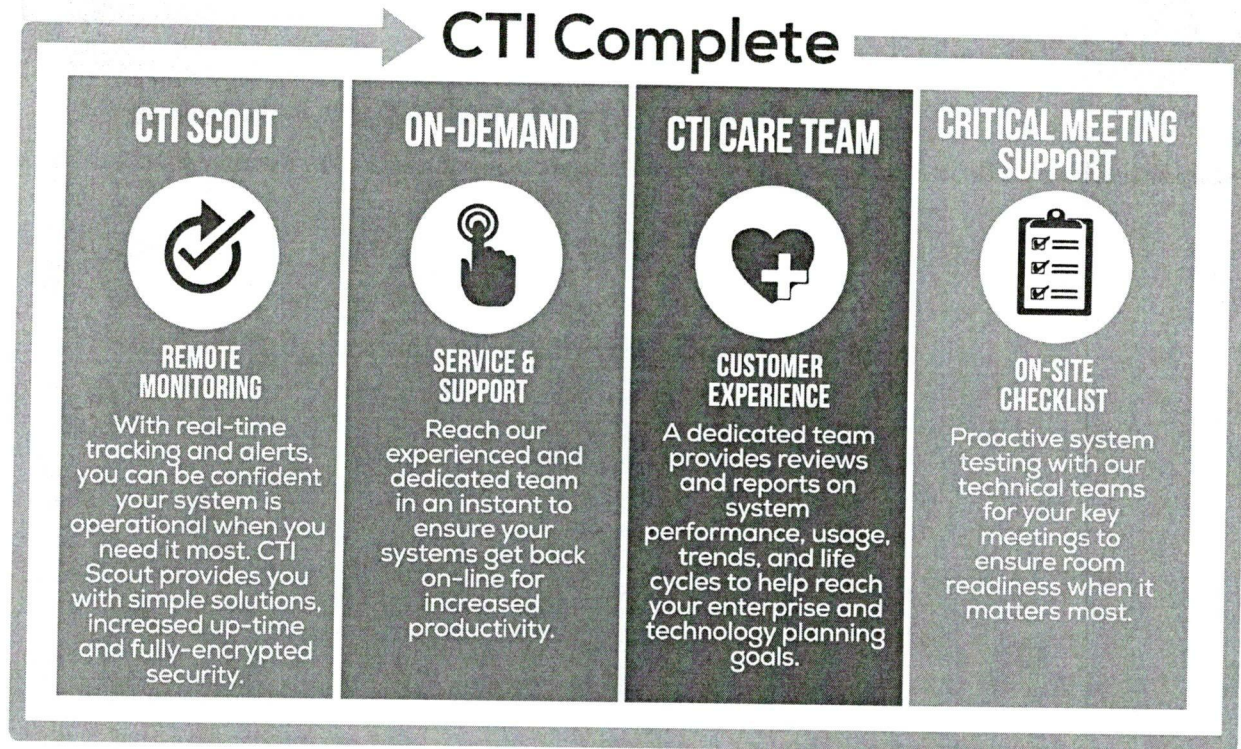 CTI Complete
CTI SCOUT
REMOTE
MONITORING
With real-time
tracking and alerts,
you can be confident
your system is
operational when you
need it most. CTI
Scout provides you
with simple solutions,
increased up-time
and fully-encrypted
security.
ON-DEMAND
SERVICE &
SUPPORT
Reach our
experienced and
dedicated team
in an instant to
ensure your
systems get back
on-line for
increased
productivity.
CTI CARE TEAM
CUSTOMER
EXPERIENCE
A dedicated team
provides reviews
and reports on
system
performance, usage,
trends, and life
cycles to help reach
your enterprise and
technology planning
goals.
CRITICAL MEETING
SUPPORT
ON-SITE
CHECKLIST
Proactive system
testing with our
technical teams
for your key
meetings to
ensure room
readiness when it
matters most.